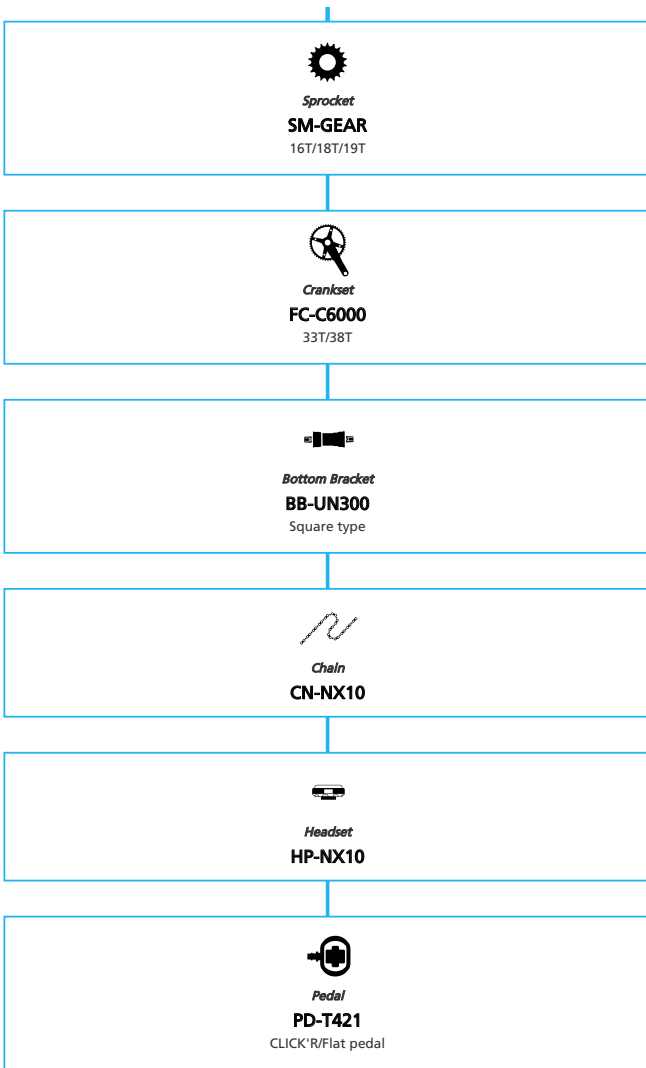 Sprocket
SM-GEAR
16T/18T/19T
Crankset
FC-C6000
33T/38T
Bottom Bracket
BB-UN300
Square type
Chain
CN-NX10
Headset
HP-NX10
Pedal
PD-T421
CLICK'R/Flat pedal